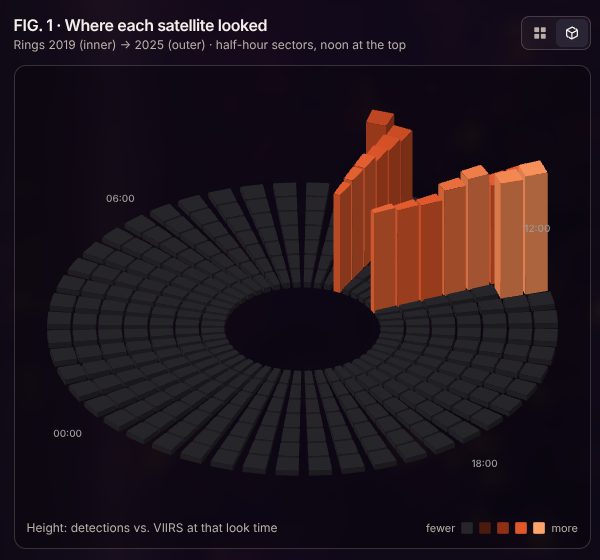 FIG. 1 · Where each satellite looked
Rings 2019 (inner) → 2025 (outer) · half-hour sectors, noon at the top
06:00
12:00
00:00
18:00
Height: detections vs. VIIRS at that look time
fewer
more